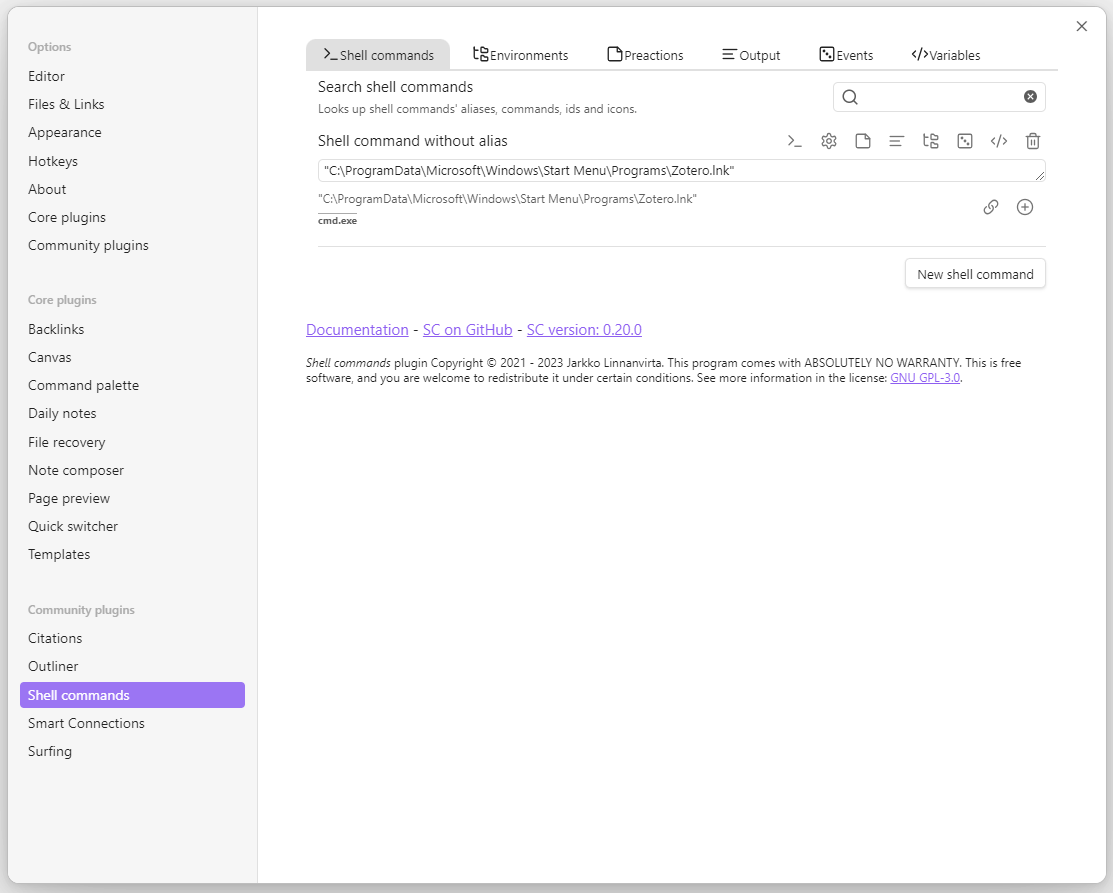 Options
Editor
Files & Links
Appearance
Hotkeys
About
Core plugins
Community plugins
Core plugins
Backlinks
Canvas
Command palette
Daily notes
File recovery
Note composer
Page preview
Quick switcher
Templates
Community plugins
Citations
Outliner
Shell commands
Smart Connections
Surfing
Shell commands Environments Preactions Output Events Variables
Search shell commands
Looks up shell commands' aliases, commands, ids and icons.
Shell command without alias
"C:\ProgramData\Microsoft\Windows\Start Menu\Programs\Zotero.lnk"
"C:\ProgramData\Microsoft\Windows\Start Menu\Programs\Zotero.lnk"
cmd.exe
New shell command
Documentation - SC on GitHub - SC version: 0.20.0
Shell commands plugin Copyright © 2021 - 2023 Jarkko Linnanvirta. This program comes with ABSOLUTELY NO WARRANTY. This is free
software, and you are welcome to redistribute it under certain conditions. See more information in the license: GNU GPL-3.0.